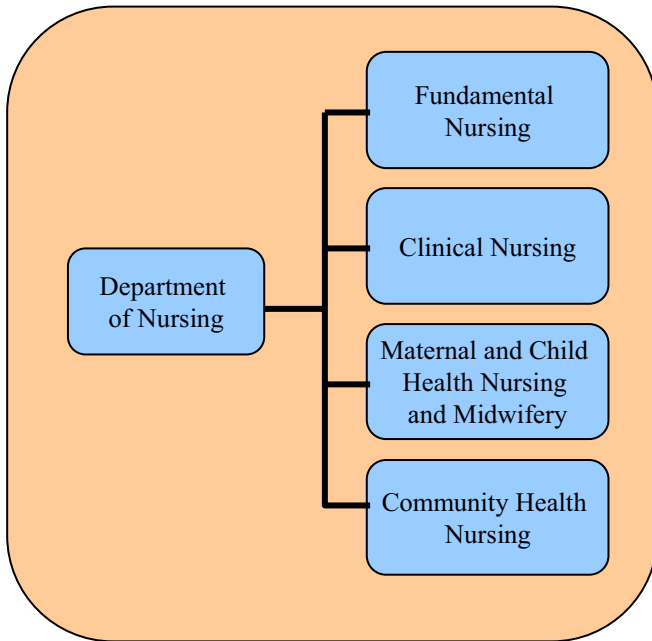 Department
of Nursing
Fundamental
Nursing
Clinical Nursing
Maternal and Child
Health Nursing
and Midwifery
Community Health
Nursing